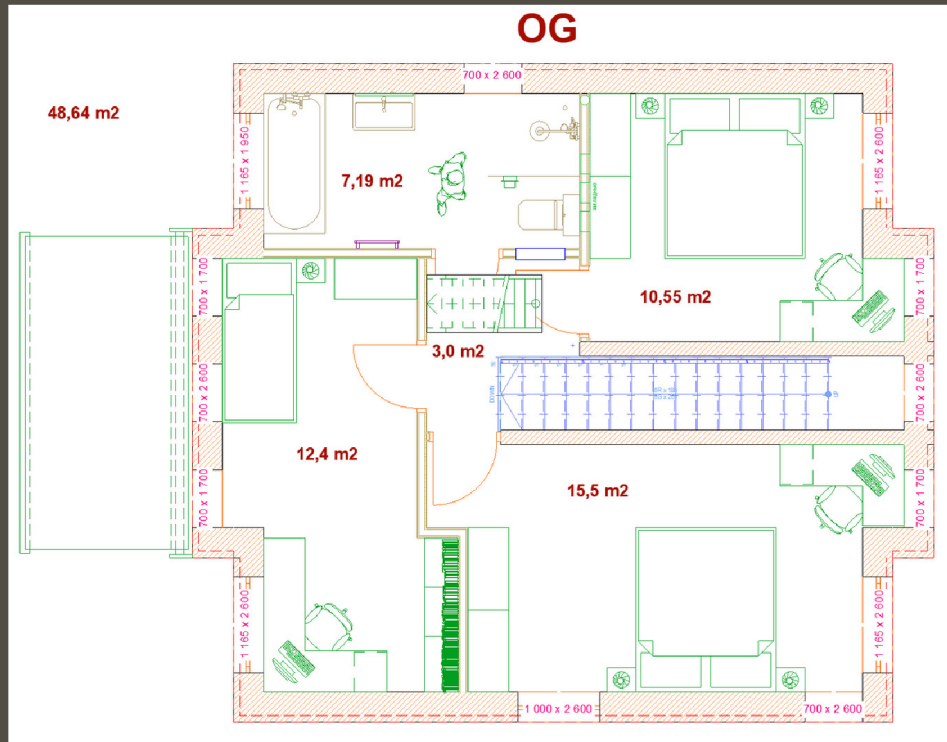 OG
700 x 2 600
48,64 m2
1 165 x 1 950
1 165 x 2 600
7,19 m2
700 x 1 700
700 x 1 700
10,55 m2
3,0 m2
700 x 2 600
DOWN
UP
700 x 2 600
12,4 m2
15,5 m2
700 x 1 700
700 x 1 700
1 165 x 2 600
1 165 x 2 600
1 000 x 2 600
700 x 2 600